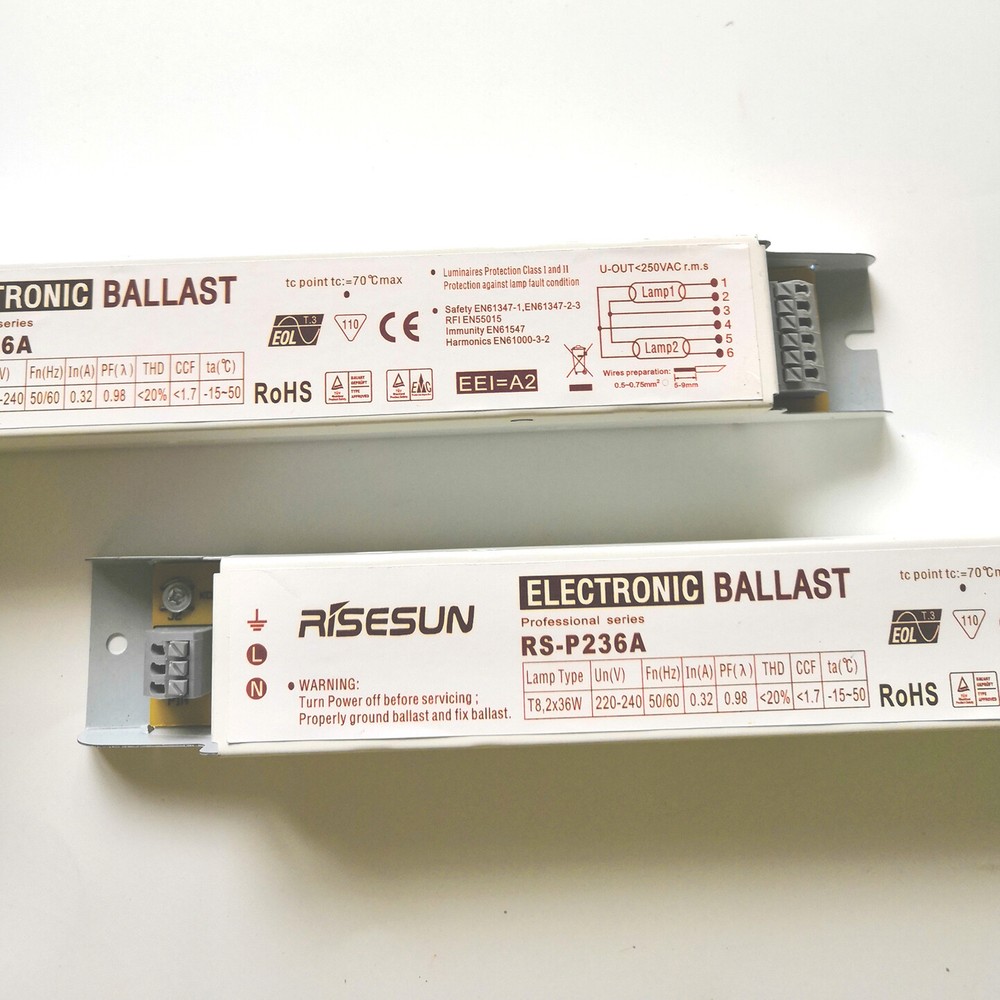 TRONIC BALLAST
series
6A
V) Fn(Hz) In(A) PF(λ) THD CCF ta(℃)
-240 50/60 0.32 0.98 <20% <1.7 -15~50
RoHS
tc point tc:=70℃max
EOL T.3
110
CE
• Luminaires Protection Class I and II
Protection against lamp fault condition
• Safety EN61347-1,EN61347-2-3
RFI EN55015
Immunity EN61547
Harmonics EN61000-3-2
EEI=A2
U-OUT<250VAC r.m.s
Lamp1
Lamp2
1
2
3
4
5
6
Wires preparation:
0.5~0.75mm² 5-9mm
L
N
RISESUN
• WARNING:
Turn Power off before servicing ;
Properly ground ballast and fix ballast.
ELECTRONIC BALLAST
Professional series
RS-P236A
Lamp Type Un(V) Fn(Hz) In(A) PF(λ) THD CCF ta(℃)
T8,2x36W 220-240 50/60 0.32 0.98 <20% <1.7 -15~50
RoHS
tc point tc:=70℃m
EOL T.3
110